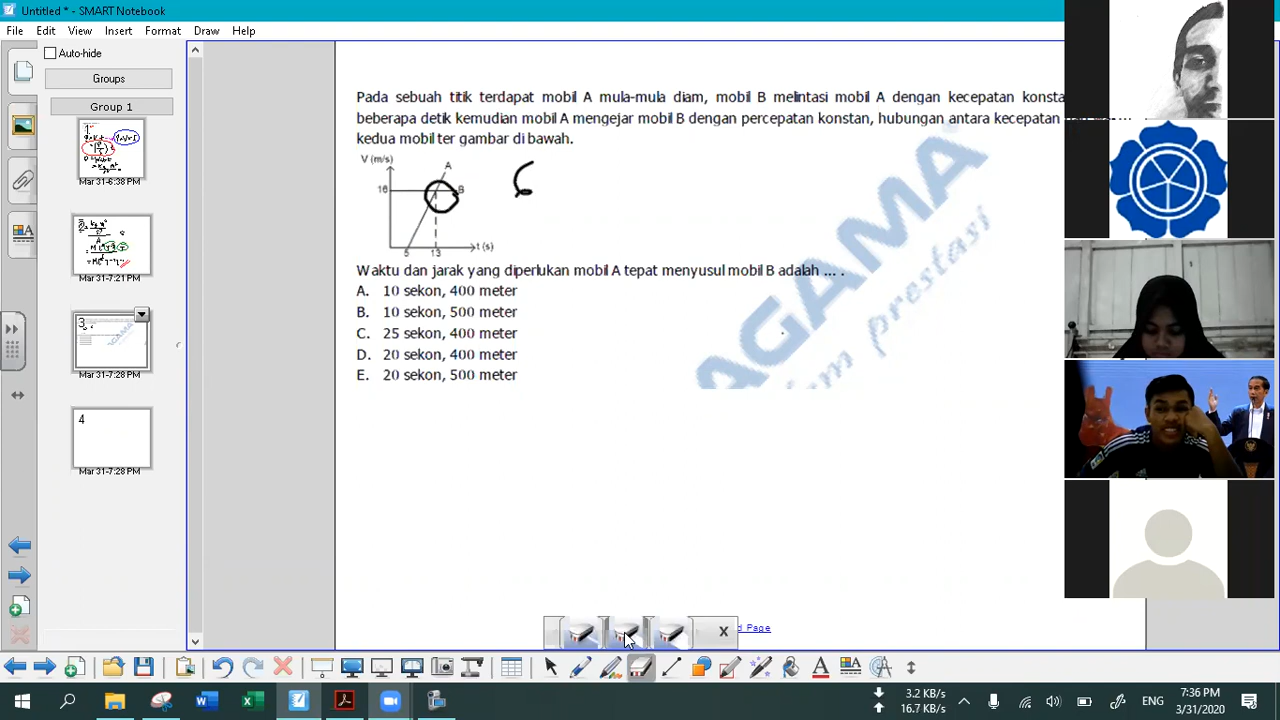 Untitled * - SMART Notebook
File Edit View Insert Format Draw Help
Auto-hide
Groups
Group 1
Mar 31-6:38 PM
Mar 31-7:21 PM
3
Mar 31-7:28 PM
4
Mar 31-7:28 PM
Pada sebuah titik terdapat mobil A mula-mula diam, mobil B melintasi mobil A dengan kecepatan
beberapa detik kemudian mobil A mengejar mobil B dengan percepatan konstan, hubungan antara kecepatan
kedua mobil ter gambar di bawah.
V (m/s)
A
16
B
6
t (s)
5 13
Waktu dan jarak yang diperlukan mobil A tepat menyusul mobil B adalah ... .
A. 10 sekon, 400 meter
B. 10 sekon, 500 meter
C. 25 sekon, 400 meter
D. 20 sekon, 400 meter
E. 20 sekon, 500 meter
AGAMA
prestasi
X
d Page
3.2 KB/s
16.7 KB/s
ENG
7:36 PM
3/31/2020